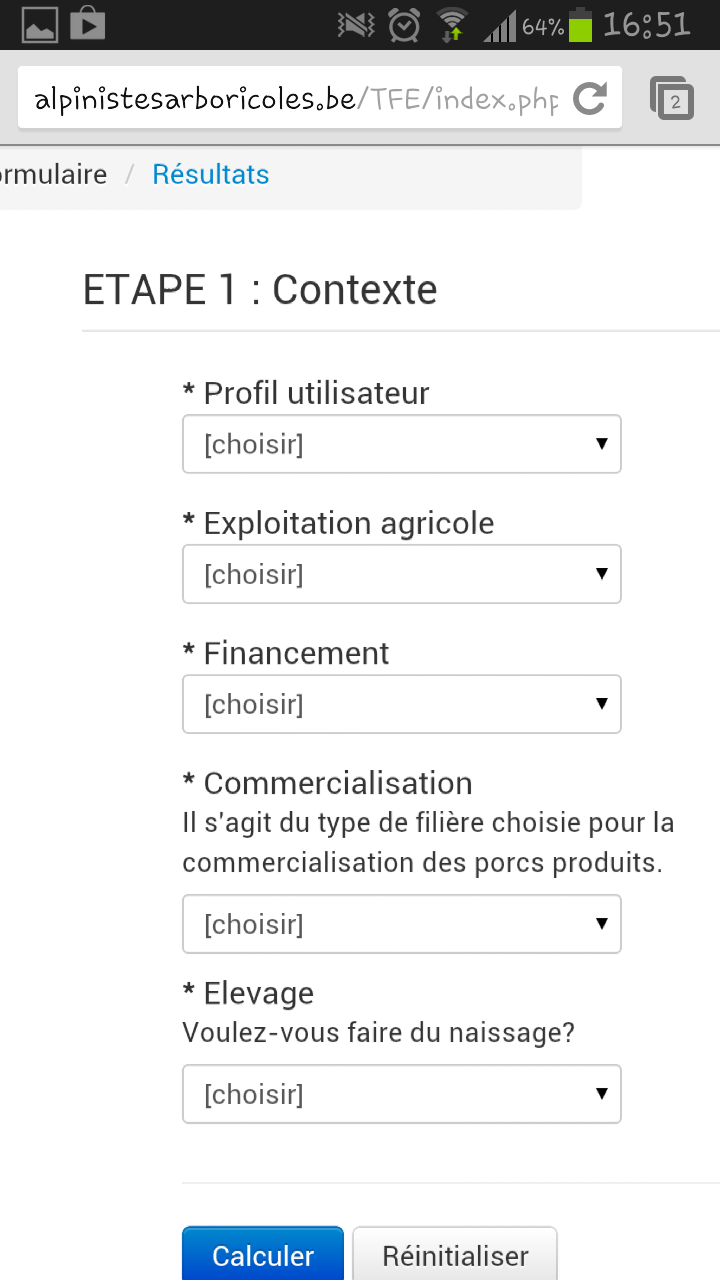 64% 16:51
alpinistesarboricoles.be/TFE/index.php
2
ormulaire / Résultats
ETAPE 1 : Contexte
* Profil utilisateur
[choisir]
* Exploitation agricole
[choisir]
* Financement
[choisir]
* Commercialisation
Il s'agit du type de filière choisie pour la
commercialisation des porcs produits.
[choisir]
* Elevage
Voulez-vous faire du naissage?
[choisir]
Calculer Réinitialiser